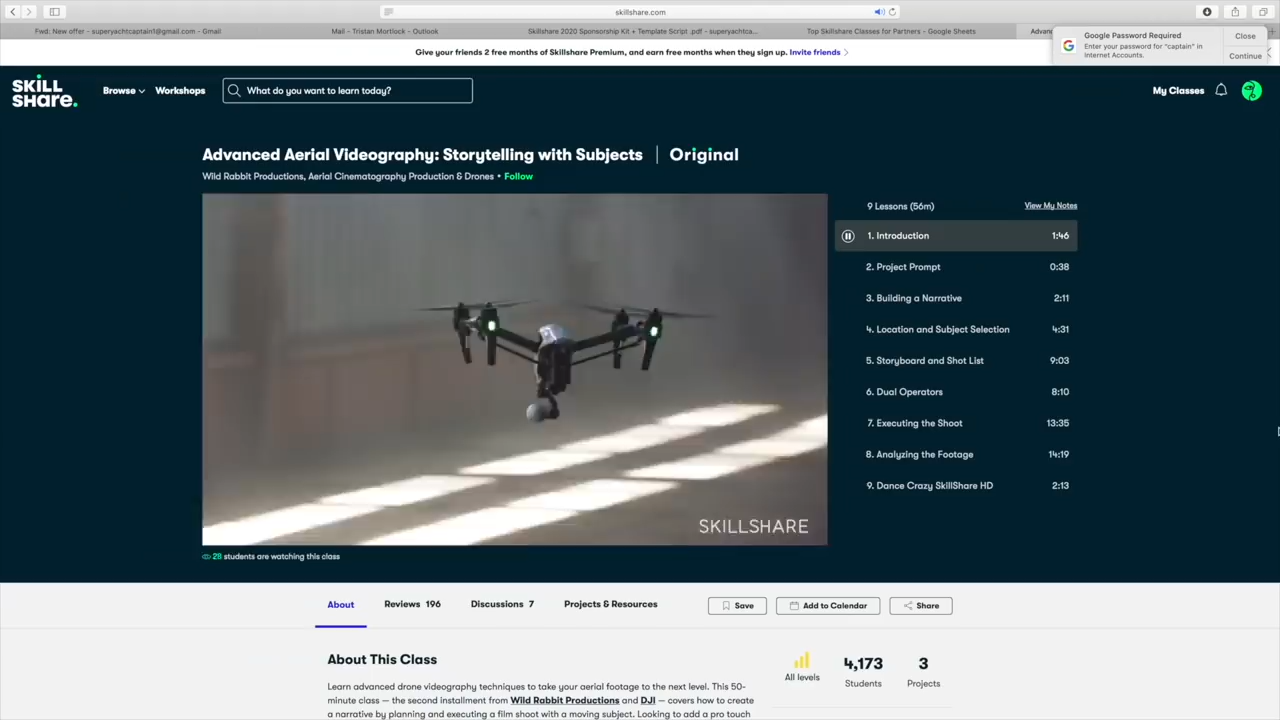 skillshare.com
Fwd: New offer - superyachtcaptain1@gmail.com - Gmail
Mail - Tristan Mortlock - Outlook
Skillshare 2020 Sponsorship Kit + Template Script .pdf - superyachtca...
Top Skillshare Classes for Partners - Google Sheets
Advan
Google Password Required
Enter your password for "captain" in
Internet Accounts.
Close
Continue
Give your friends 2 free months of Skillshare Premium, and earn free months when they sign up. Invite friends
SKILL
SHARE.
Browse
Workshops
What do you want to learn today?
My Classes
Advanced Aerial Videography: Storytelling with Subjects | Original
Wild Rabbit Productions, Aerial Cinematography Production & Drones • Follow
9 Lessons (56m)
View My Notes
1. Introduction 1:46
2. Project Prompt 0:38
3. Building a Narrative 2:11
4. Location and Subject Selection 4:31
5. Storyboard and Shot List 9:03
6. Dual Operators 8:10
7. Executing the Shoot 13:35
8. Analyzing the Footage 14:19
9. Dance Crazy SkillShare HD 2:13
SKILLSHARE
28 students are watching this class
About
Reviews 196
Discussions 7
Projects & Resources
Save
Add to Calendar
Share
About This Class
Learn advanced drone videography techniques to take your aerial footage to the next level. This 50-
minute class — the second installment from Wild Rabbit Productions and DJI — covers how to create
a narrative by planning and executing a film shoot with a moving subject. Looking to add a pro touch
All levels
4,173
Students
3
Projects